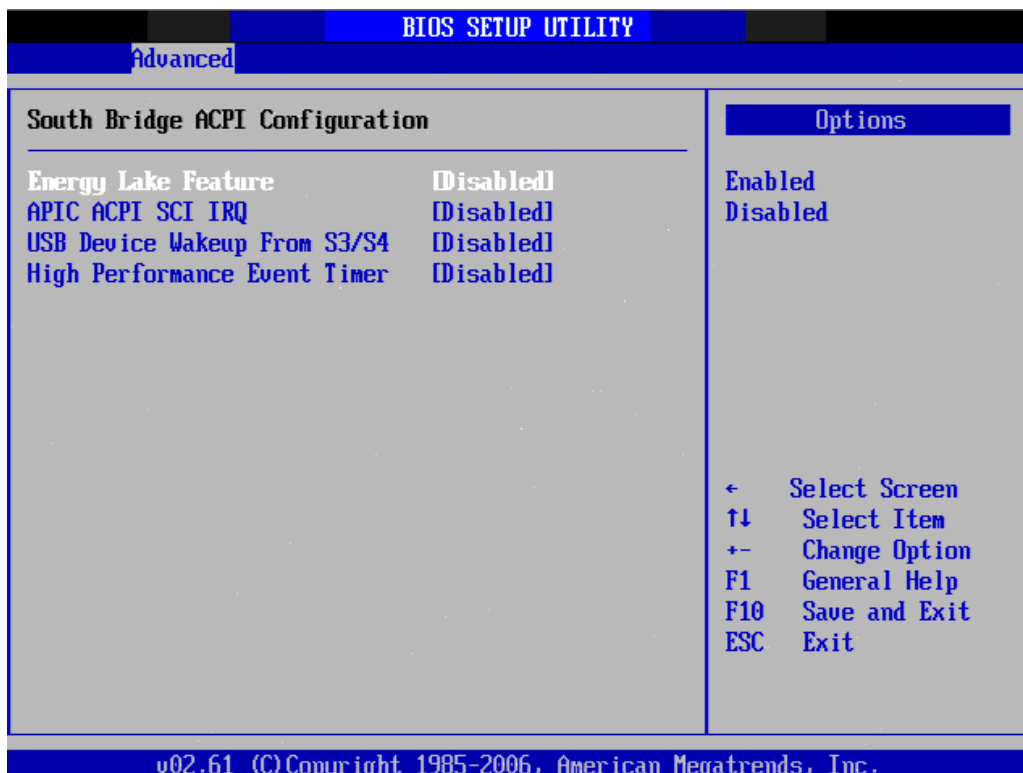 BIOS SETUP UTILITY
Advanced
South Bridge ACPI Configuration
Energy Lake Feature [Disabled]
APIC ACPI SCI IRQ [Disabled]
USB Device Wakeup From S3/S4 [Disabled]
High Performance Event Timer [Disabled]
Options
Enabled
Disabled
← Select Screen
↑↓ Select Item
+- Change Option
F1 General Help
F10 Save and Exit
ESC Exit
v02.61 (C)Copyright 1985-2006, American Megatrends, Inc.